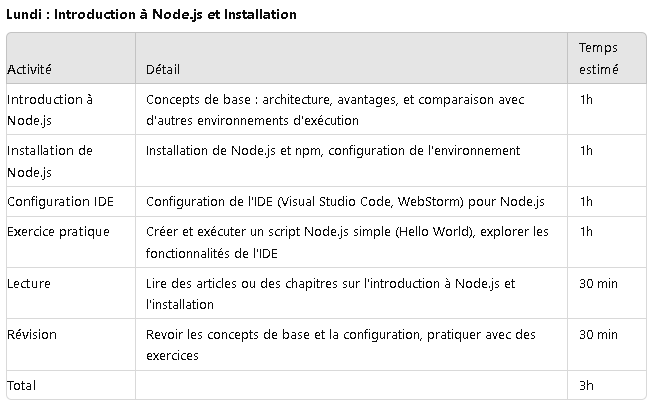 Lundi : Introduction à Node.js et Installation
Temps
Activité Détail estimé
Introduction à Concepts de base : architecture, avantages, et comparaison avec 1h
Node.js d'autres environnements d'exécution
Installation de Installation de Node.js et npm, configuration de l'environnement 1h
Node.js
Configuration IDE Configuration de l'IDE (Visual Studio Code, WebStorm) pour Node.js 1h
Exercice pratique Créer et exécuter un script Node.js simple (Hello World), explorer les 1h
fonctionnalités de l'IDE
Lecture Lire des articles ou des chapitres sur l'introduction à Node.js et 30 min
l'installation
Révision Revoir les concepts de base et la configuration, pratiquer avec des 30 min
exercices
Total 3h